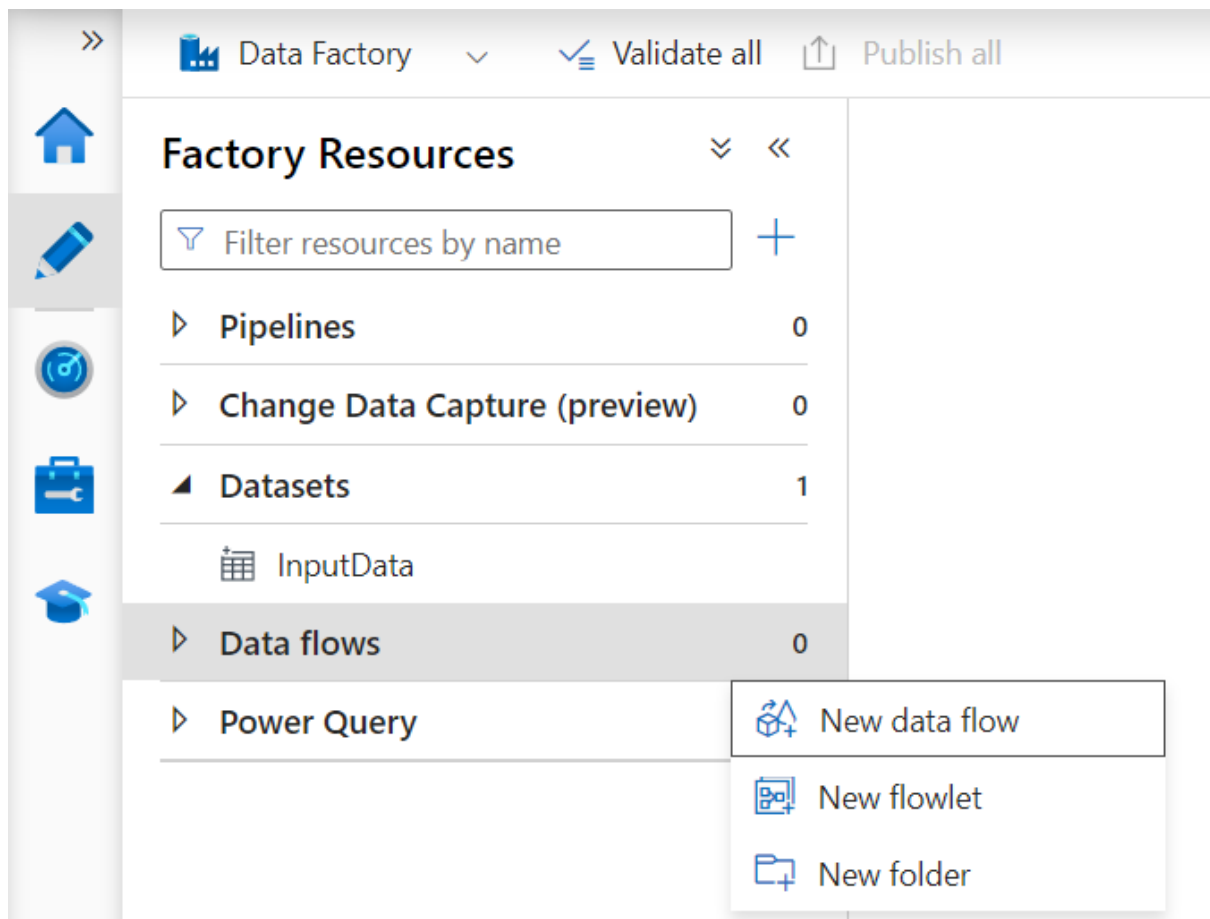 Data Factory
Validate all
Publish all
Factory Resources
Filter resources by name
Pipelines 0
Change Data Capture (preview) 0
Datasets 1
InputData
Data flows 0
Power Query
New data flow
New flowlet
New folder